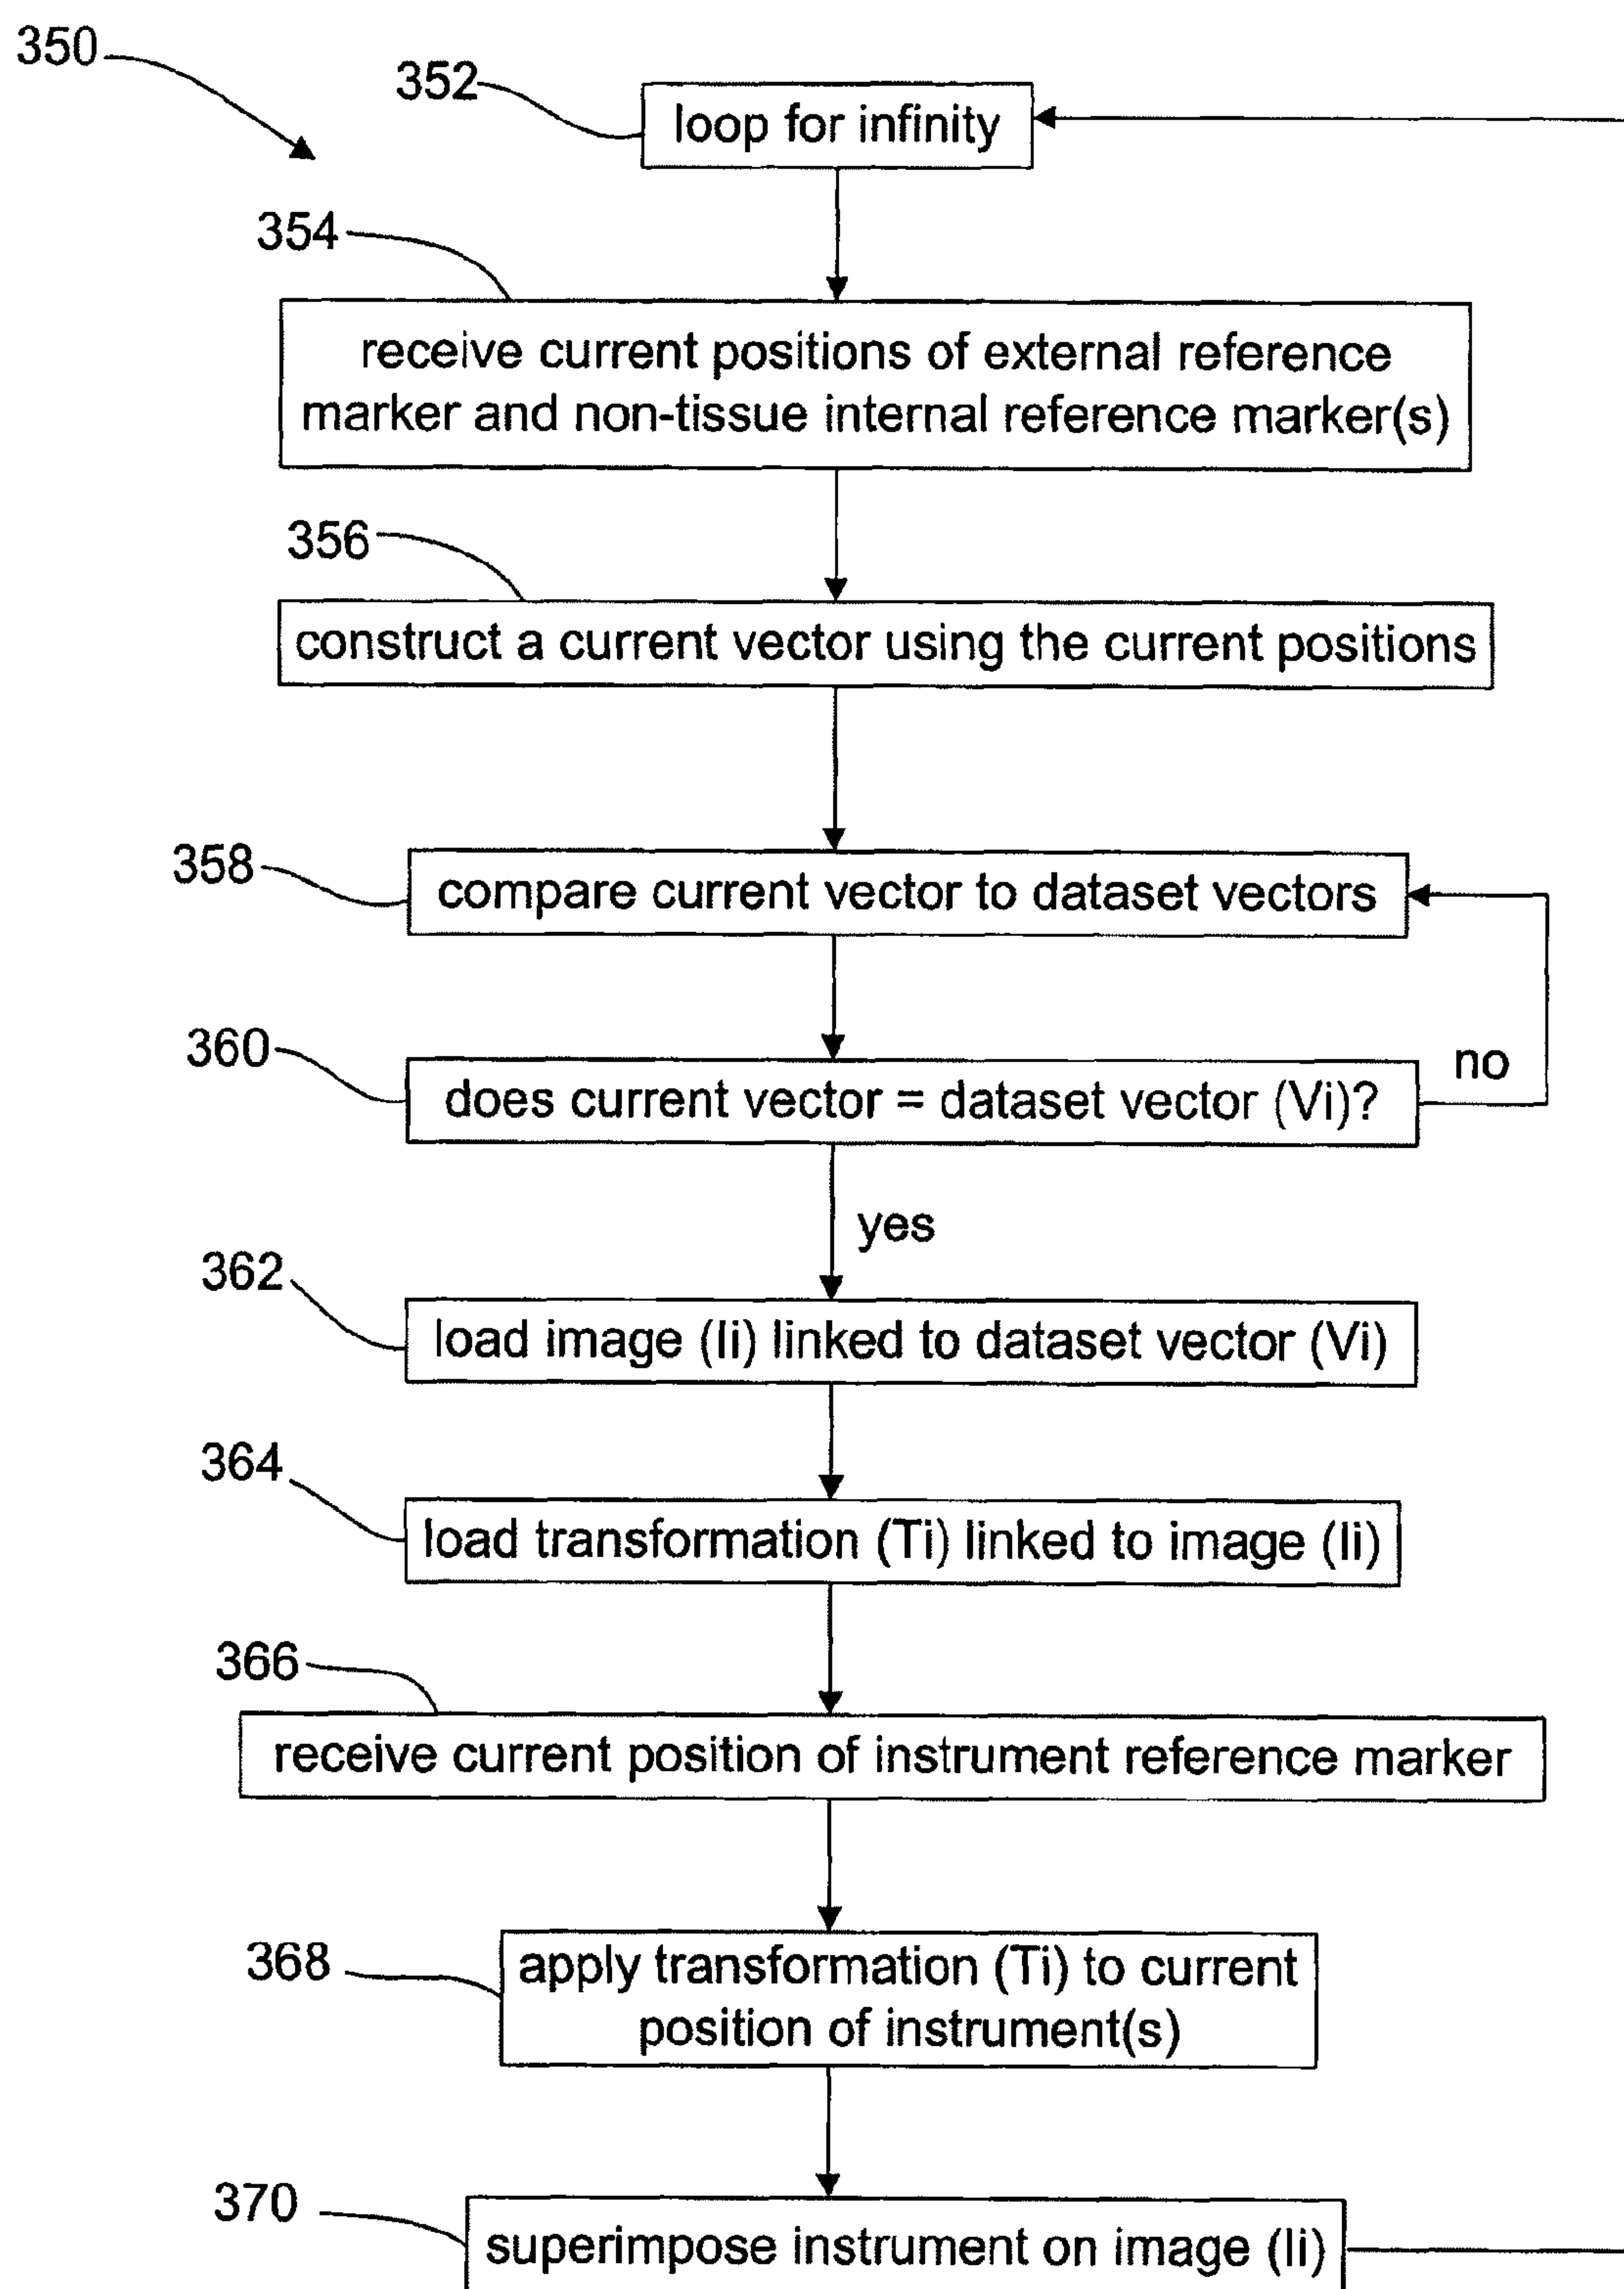 350
352
loop for infinity
354
receive current positions of external reference
marker and non-tissue internal reference marker(s)
356
construct a current vector using the current positions
358
compare current vector to dataset vectors
360
does current vector = dataset vector (Vi)?
no
yes
362
load image (Ii) linked to dataset vector (Vi)
364
load transformation (Ti) linked to image (Ii)
366
receive current position of instrument reference marker
368
apply transformation (Ti) to current
position of instrument(s)
370
superimpose instrument on image (Ii)